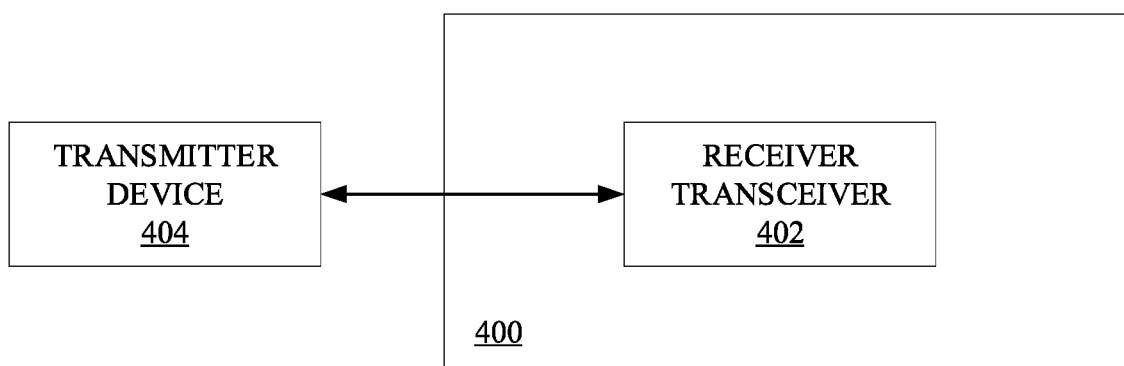 TRANSMITTER
DEVICE
404
RECEIVER
TRANSCEIVER
402
400